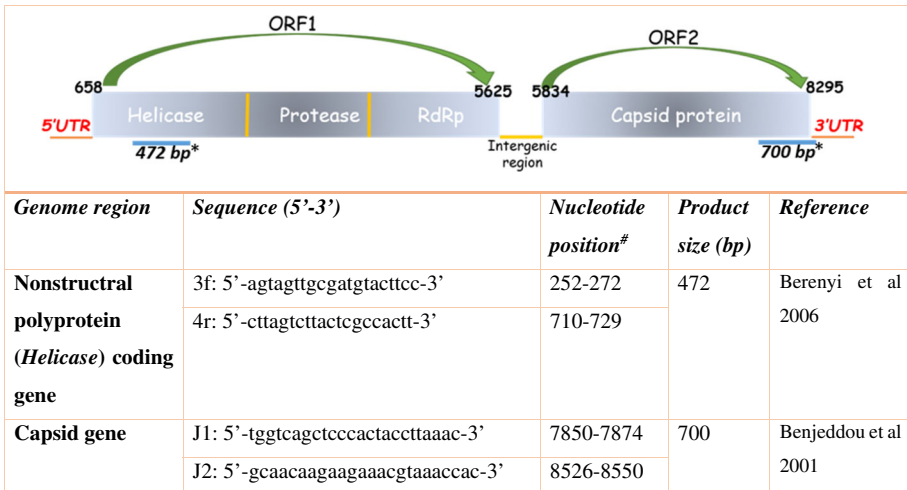 ORF1
ORF2
658
5625
5834
8295
5'UTR
Helicase
Protease
RdRp
Capsid protein
3'UTR
472 bp*
Intergenic
region
700 bp*
Genome region
Sequence (5’-3’)
Nucleotide
position#
Product
size (bp)
Reference
Nonstructral
polyprotein
(Helicase) coding
gene
3f: 5’-agtagttgcgatgtacttcc-3’
252-272
472
Berenyi et al
2006
4r: 5’-cttagtcttactcgccactt-3’
710-729
Capsid gene
J1: 5’-tggtcagctcccactaccttaaac-3’
7850-7874
700
Benjeddou et al
2001
J2: 5’-gcaacaagaagaaacgtaaaccac-3’
8526-8550